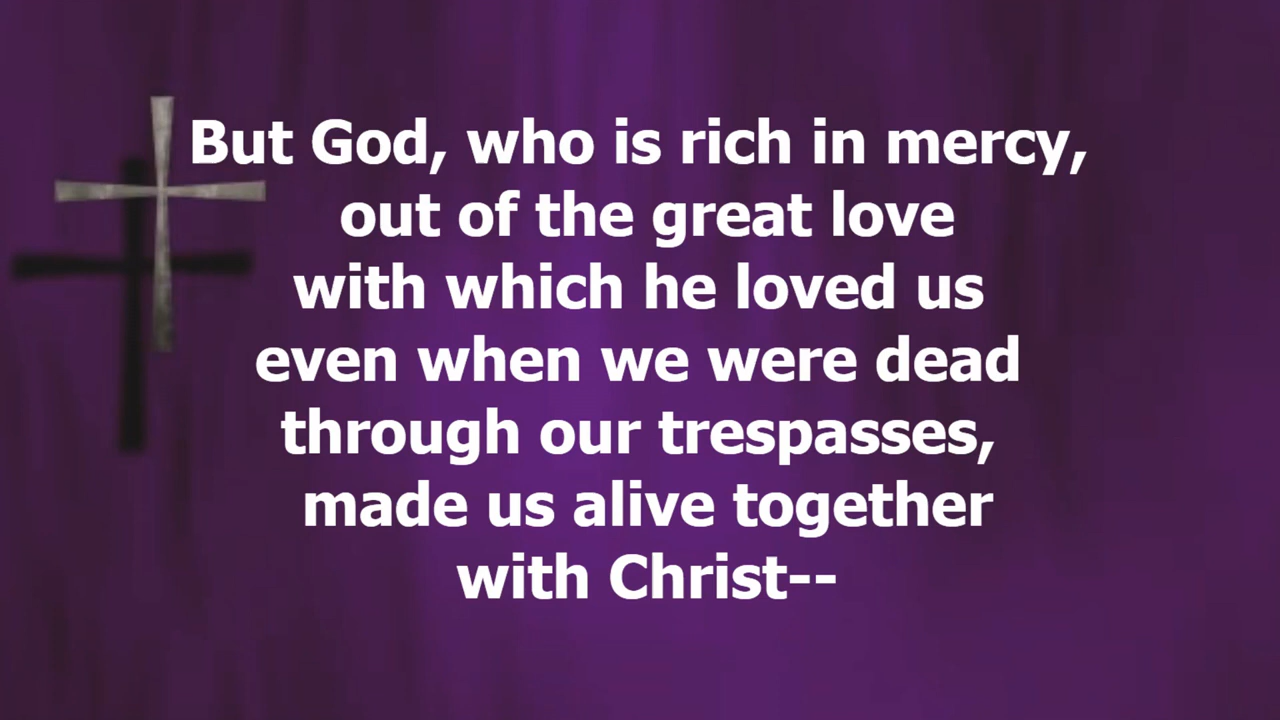 But God, who is rich in mercy,
out of the great love
with which he loved us
even when we were dead
through our trespasses,
made us alive together
with Christ--